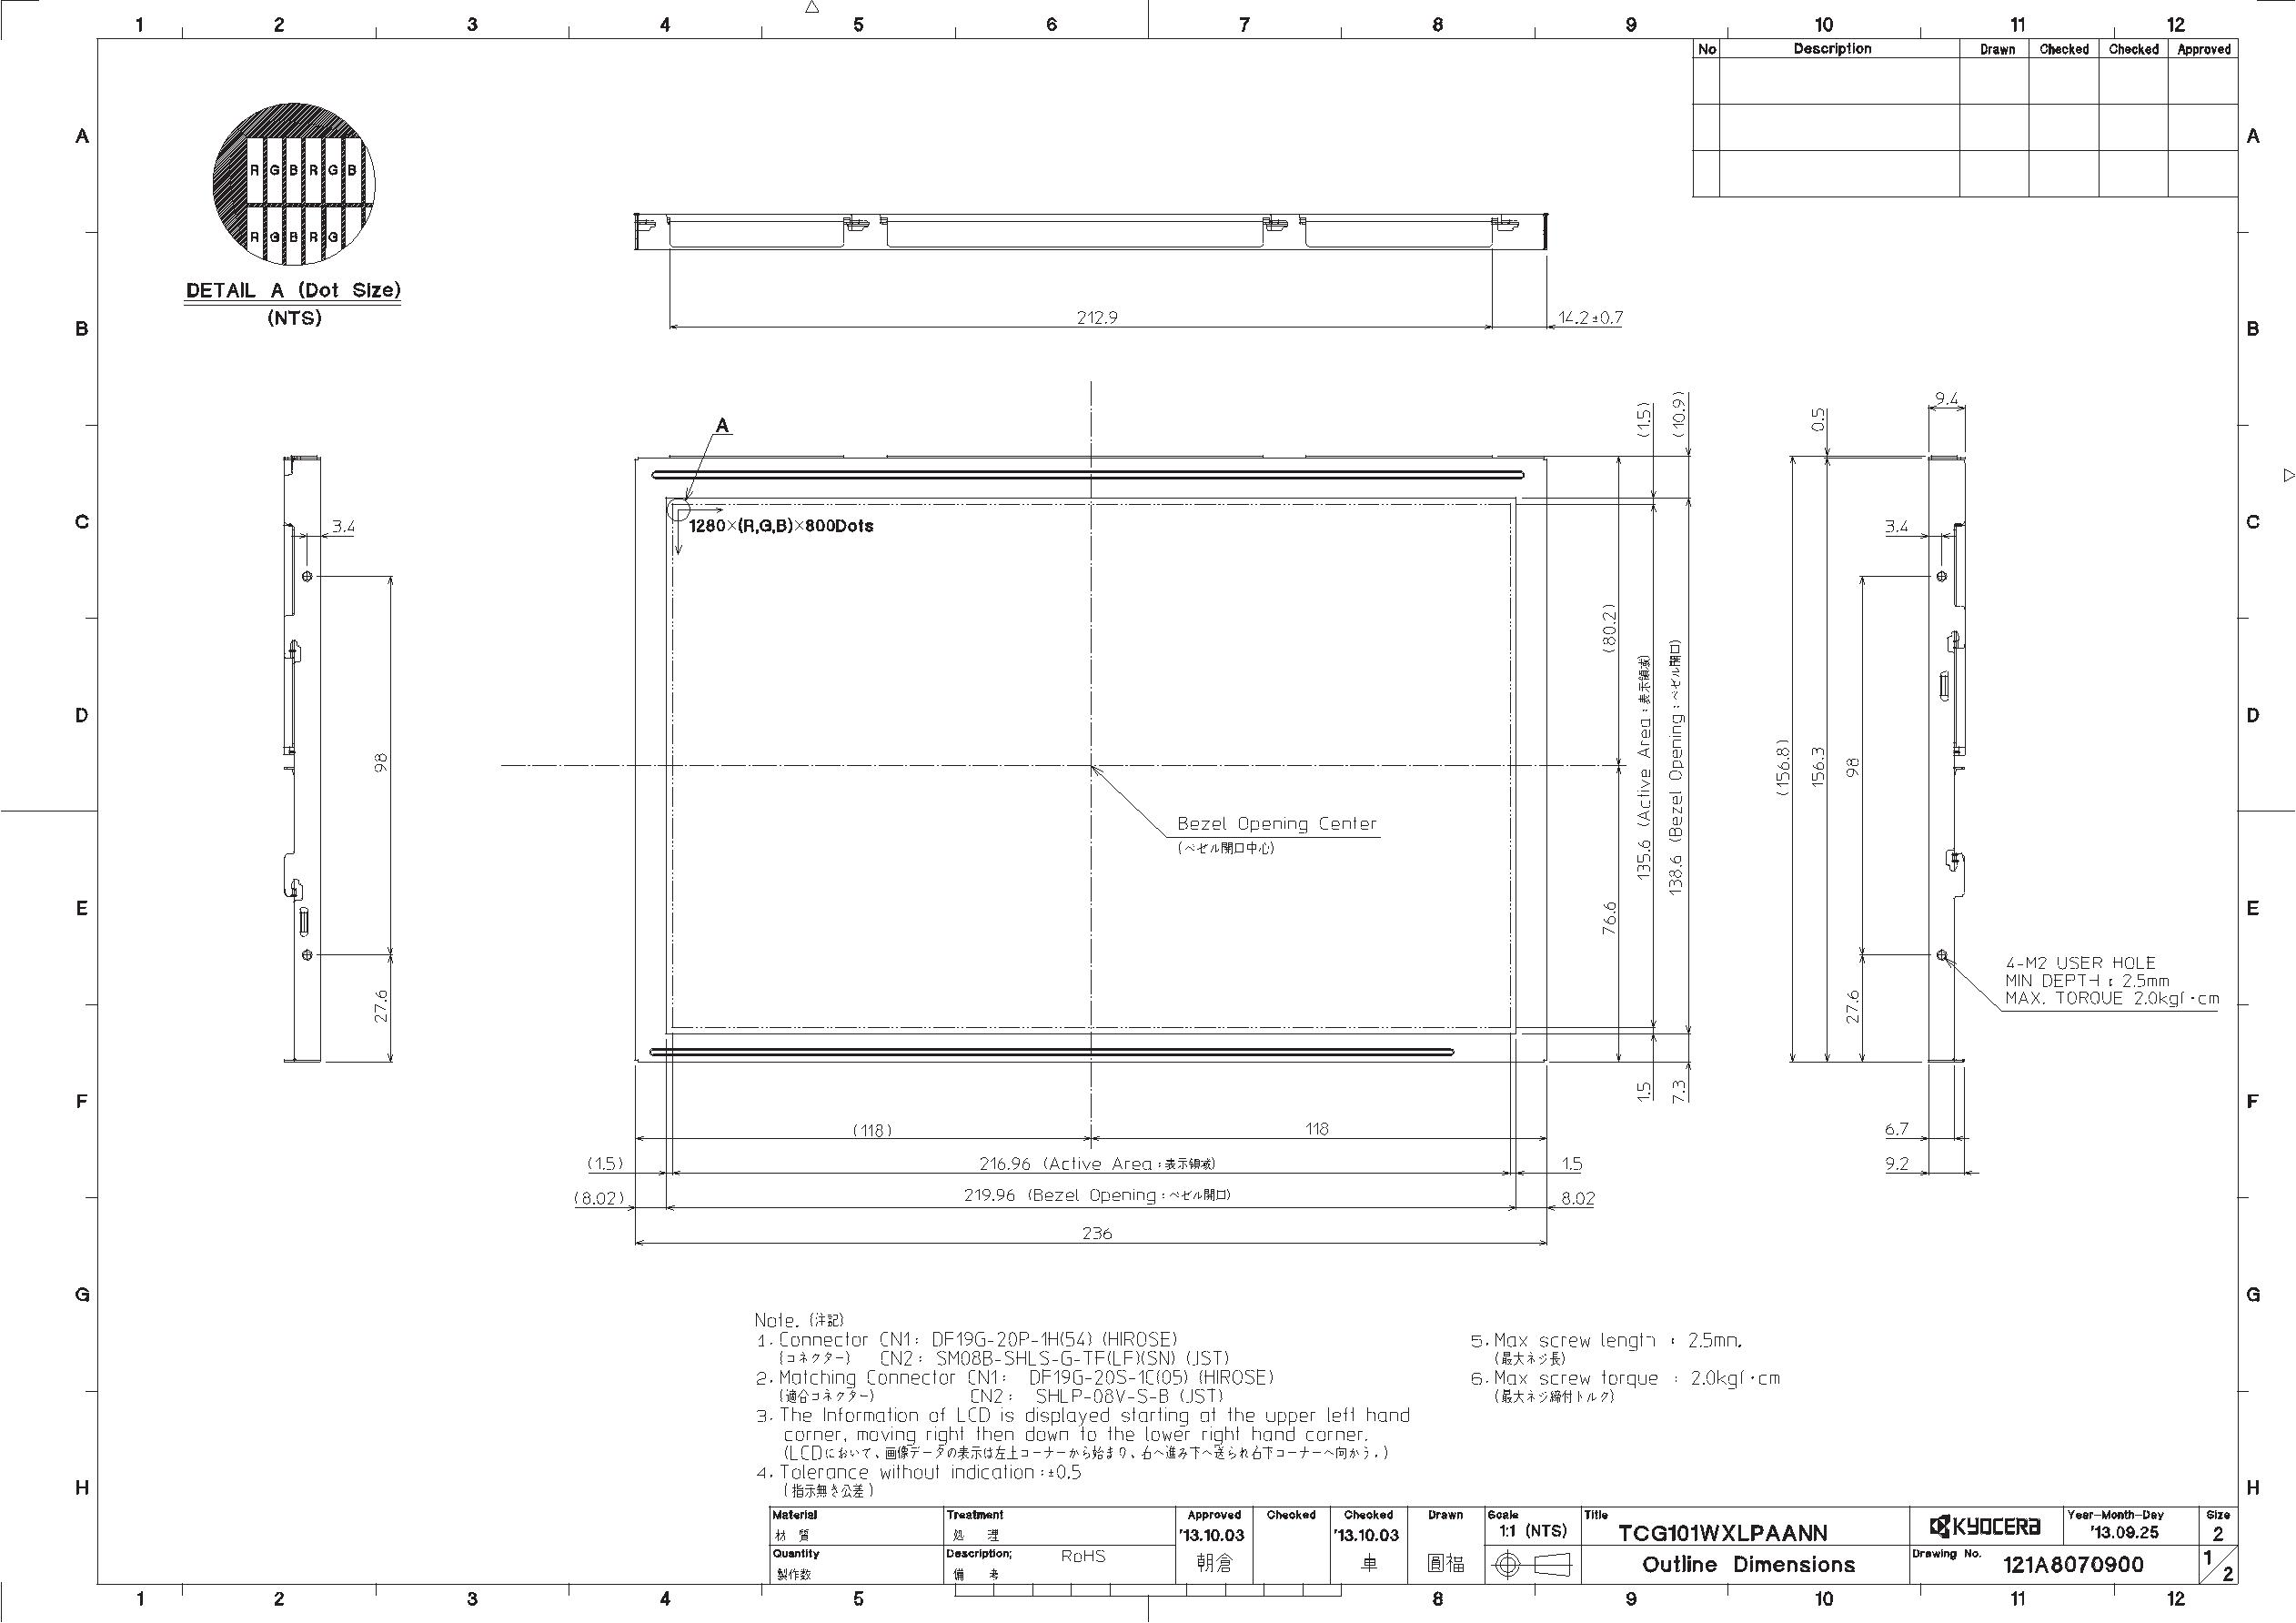 1 2 3 4 5 6 7 8 9 10 11 12
No Description Drawn Checked Checked Approved
A A
R G B R G B
R G B R G
DETAIL A (Dot Size)
(NTS)
B B
212.9
14.2±0.7
A
1280×(R,G,B)×800Dots
(1.5)
(10.9)
0.5
9.4
C C
3.4
3.4
(80.2)
135.6 (Active Area：表示領域)
138.6 (Bezel Opening：ベゼル開口)
D D
98
(156.8)
156.3
98
Bezel Opening Center
(ベゼル開口中心)
76.6
E E
4-M2 USER HOLE
MIN DEPTH : 2.5mm
MAX. TORQUE 2.0kgf·cm
27.6
27.6
1.5
7.3
F F
(118) 118
6.7
(1.5) 216.96 (Active Area：表示領域) 1.5
9.2
(8.02) 219.96 (Bezel Opening：ベゼル開口) 8.02
236
G G
Note. (注記)
1. Connector CN1: DF19G-20P-1H(54) (HIROSE)
(コネクター) CN2: SM08B-SHLS-G-TF(LF)(SN) (JST)
2. Matching Connector CN1: DF19G-20S-1C(05) (HIROSE)
(適合コネクター) CN2: SHLP-08V-S-B (JST)
3. The Information of LCD is displayed starting at the upper left hand
corner, moving right then down to the lower right hand corner.
(LCDにおいて、画像データの表示は左上コーナーから始まり、右へ進み下へ送られ右下コーナーへ向かう.)
4. Tolerance without indication：±0.5
(指示無き公差)
5. Max screw length : 2.5mm.
(最大ネジ長)
6. Max screw torque : 2.0kgf·cm
(最大ネジ締付トルク)
H H
Material
材 質
Treatment
処 理
Quantity
製作数
Description;
備 考
RoHS
Approved
'13.10.03
朝倉
Checked
Checked
'13.10.03
車
Drawn
圓福
Scale
1:1 (NTS)
Title
TCG101WXLPAANN
Outline Dimensions
KYOCERA
Year-Month-Day
'13.09.25
Size
2
Drawing No.
121A8070900
1/2
1 2 3 4 5 8 9 10 11 12